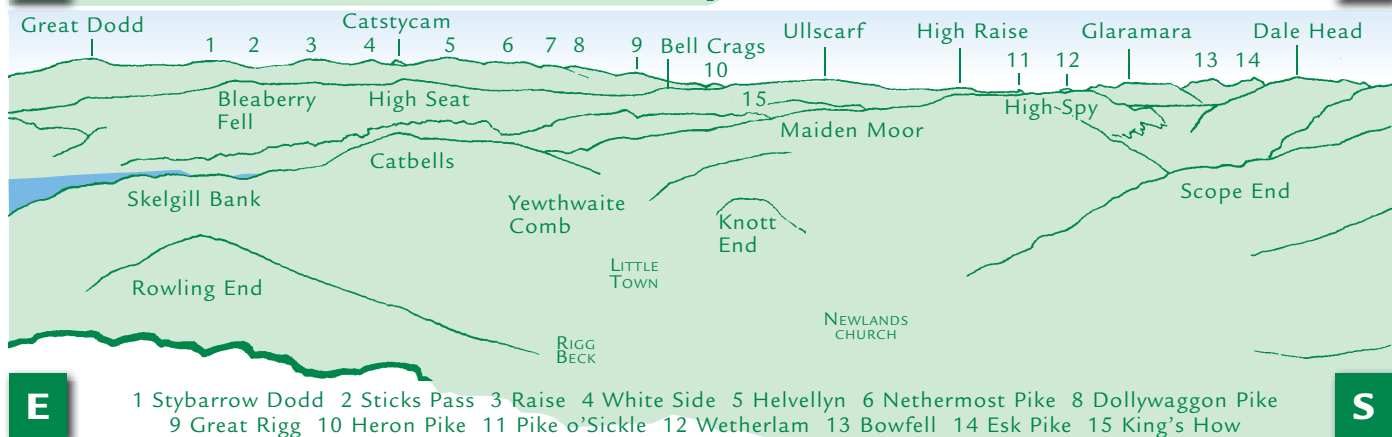 Great Dodd
Catstycam
Ullscarf
High Raise
Glaramara
Dale Head
1 2 3 4 5 6 7 8 9
Bell Crags
10
11 12 13 14
Bleaberry
Fell
High Seat
15
High Spy
Maiden Moor
Catbells
Skelgill Bank
Scope End
Yewthwaite
Comb
Knott
End
Little
Town
Rowling End
Newlands
church
Rigg
Beck
E
S
1 Stybarrow Dodd 2 Sticks Pass 3 Raise 4 White Side 5 Helvellyn 6 Nethermost Pike 8 Dollywaggon Pike
9 Great Rigg 10 Heron Pike 11 Pike o'Sickle 12 Wetherlam 13 Bowfell 14 Esk Pike 15 King's How